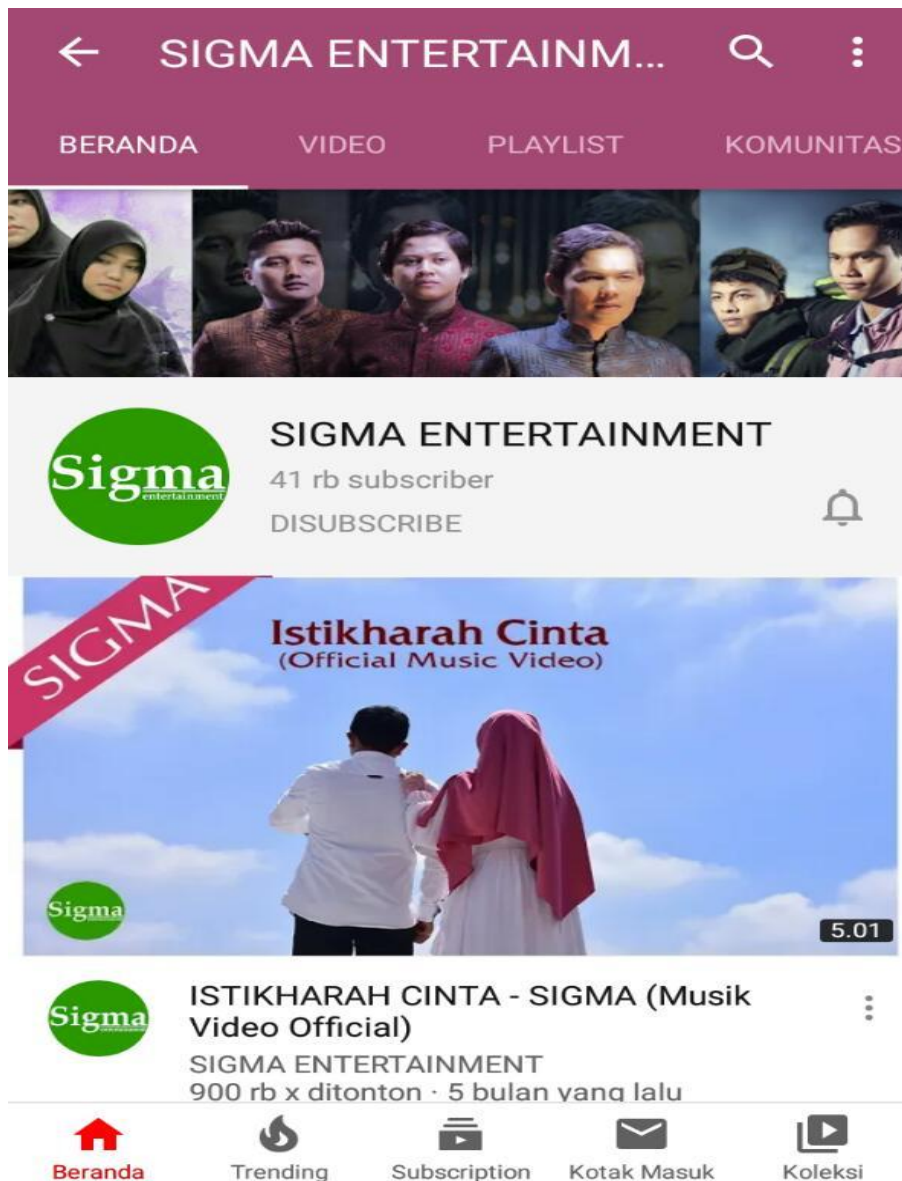 SIGMA ENTERTAINM...
BERANDA VIDEO PLAYLIST KOMUNITAS
Sigma
entertainment
SIGMA ENTERTAINMENT
41 rb subscriber
DISUBSCRIBE
SIGMA
Istikharah Cinta
(Official Music Video)
Sigma
5.01
Sigma
ISTIKHARAH CINTA - SIGMA (Musik
Video Official)
SIGMA ENTERTAINMENT
900 rb x ditonton · 5 bulan yang lalu
Beranda Trending Subscription Kotak Masuk Koleksi